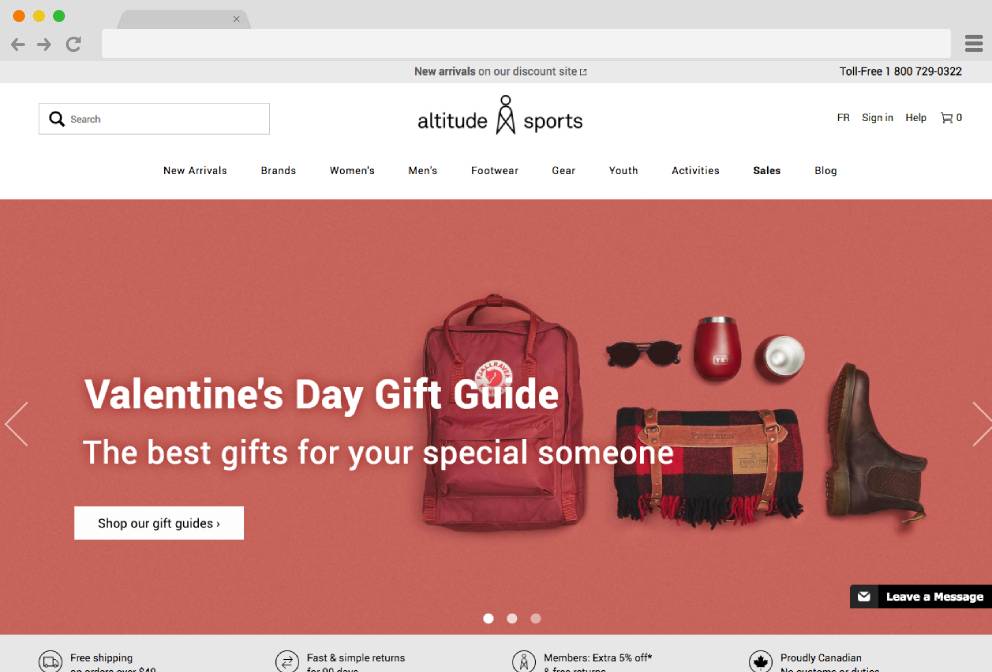 New arrivals on our discount site
Toll-Free 1 800 729-0322
Search
altitude sports
FR Sign in Help 0
New Arrivals Brands Women's Men's Footwear Gear Youth Activities Sales Blog
FJALLRAVEN
YETI
PENDLETON
Valentine's Day Gift Guide
The best gifts for your special someone
Shop our gift guides ›
Leave a Message
Free shipping
on orders over $49
Fast & simple returns
for 90 days
Members: Extra 5% off*
& free returns
Proudly Canadian
No customs or duties